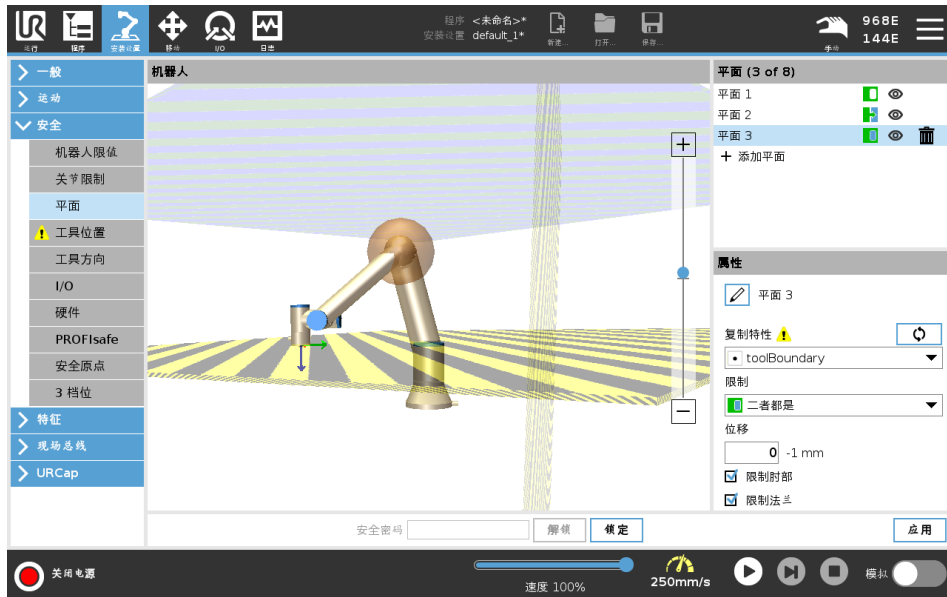 程序 <未命名>*
安装设置 default_1*
运行 程序 安装设置 移动 I/O 日志
新建... 打开... 保存...
手动
968E
144E
一般
运动
安全
机器人限值
关节限制
平面
工具位置
工具方向
I/O
硬件
PROFIsafe
安全原点
3 档位
特征
现场总线
URCap
机器人
平面 (3 of 8)
平面 1
平面 2
平面 3
添加平面
属性
平面 3
复制特性
toolBoundary
限制
二者都是
位移
0 -1 mm
限制肘部
限制法兰
安全密码 解锁 锁定 应用
关闭电源
速度 100%
250mm/s
模拟